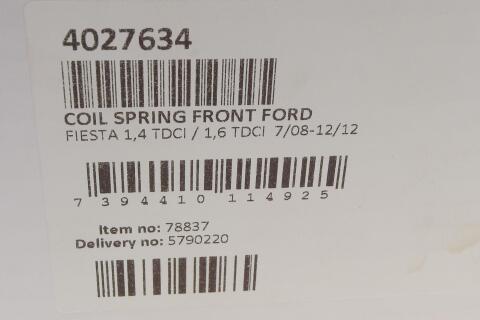 4027634
COIL SPRING FRONT FORD
FIESTA 1,4 TDCI / 1,6 TDCI 7/08-12/12
7 394410 114925
Item no: 78837
Delivery no: 5790220